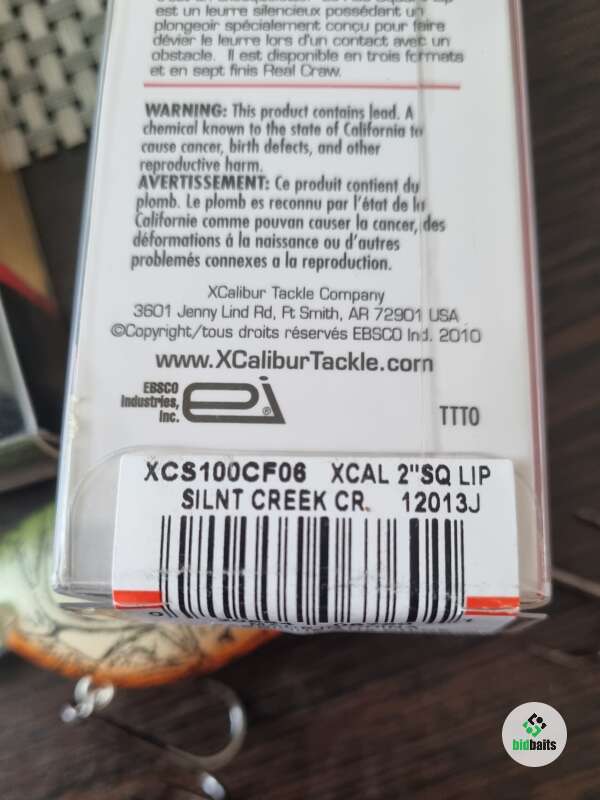 est un leurre silencieux possédant un
plongeoir spécialement conçu pour faire
dévier le leurre lors d'un contact avec un
obstacle. Il est disponible en trois formats
et en sept finis Real Craw.
WARNING: This product contains lead. A
chemical known to the state of California to
cause cancer, birth defects, and other
reproductive harm.
AVERTISSEMENT: Ce produit contient du
plomb. Le plomb es reconnu par l'état de la
Californie comme pouvan causer la cancer, des
déformations á la naissance ou d'autres
problemés connexes a la reproduction.
XCalibur Tackle Company
3601 Jenny Lind Rd, Ft Smith, AR 72901 USA
©Copyright/tous droits réservés EBSCO Ind. 2010
www.XCaliburTackle.com
EBSCO
Industries,
Inc.
ei®
TTTO
XCS100CF06 XCAL 2"SQ LIP
SILNT CREEK CR. 12013J
bidbaits